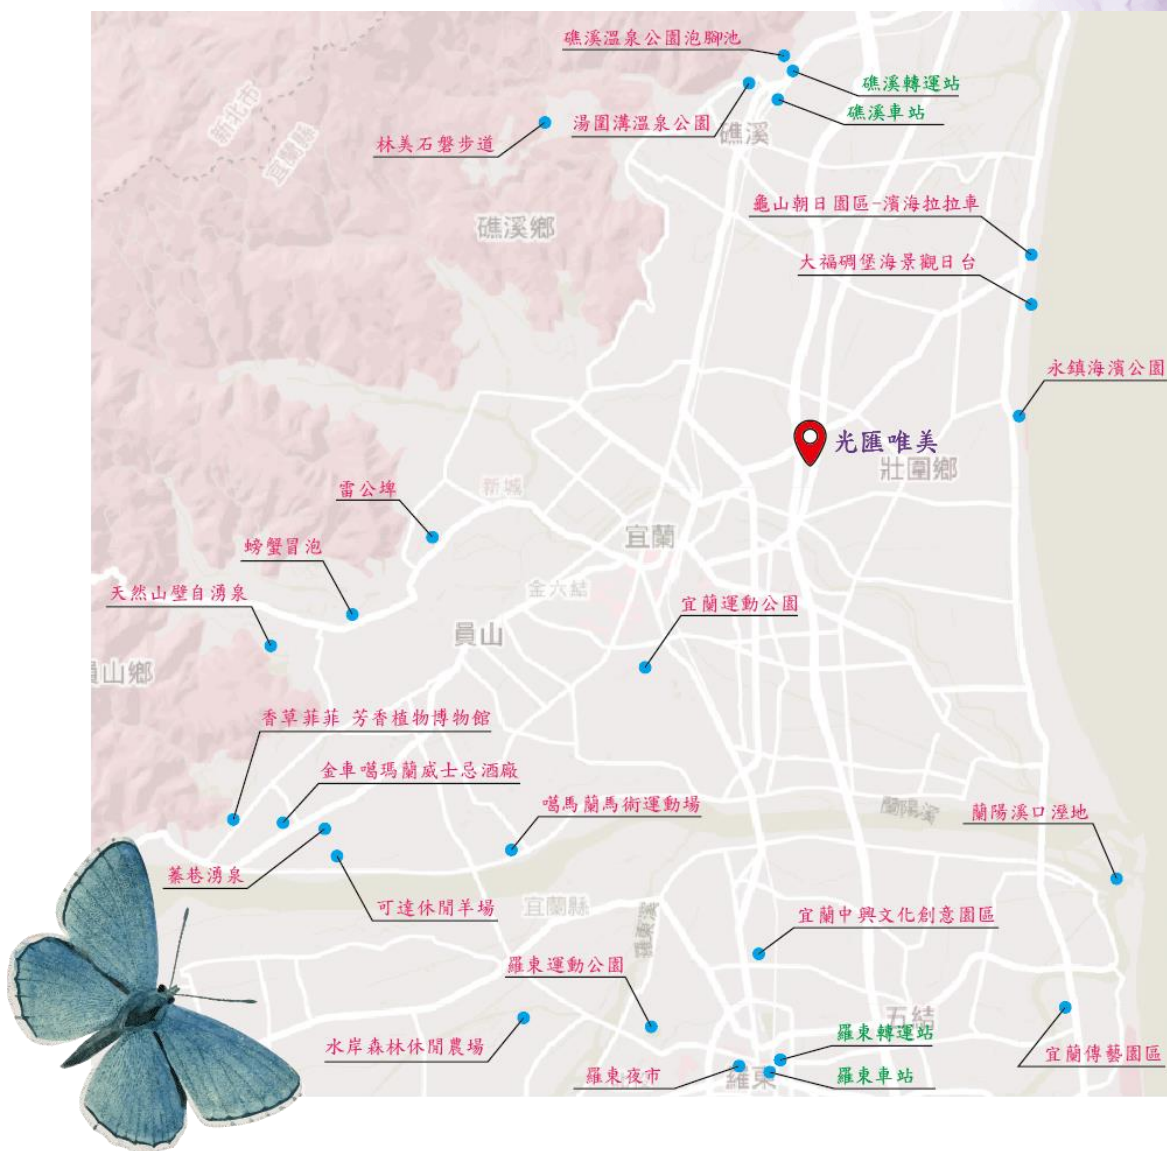 礁溪溫泉公園泡腳池
礁溪轉運站
湯圍溝溫泉公園
礁溪車站
礁溪
林美石磐步道
新北市
宜蘭縣
龜山朝日園區-濱海拉拉車
礁溪鄉
大福碉堡海景觀日台
永鎮海濱公園
光匯唯美
壯圍鄉
雷公埤
新城
宜蘭
螃蟹冒泡
天然山壁自湧泉
金六結
宜蘭運動公園
員山
員山鄉
香草菲菲 芳香植物博物館
金車噶瑪蘭威士忌酒廠
噶馬蘭馬術運動場
蘭陽溪
蘭陽溪口溼地
蓁巷湧泉
可達休閒羊場
宜蘭縣
羅東溪
宜蘭中興文化創意園區
羅東運動公園
五結
水岸森林休閒農場
羅東轉運站
宜蘭傳藝園區
羅東夜市
羅東
羅東車站